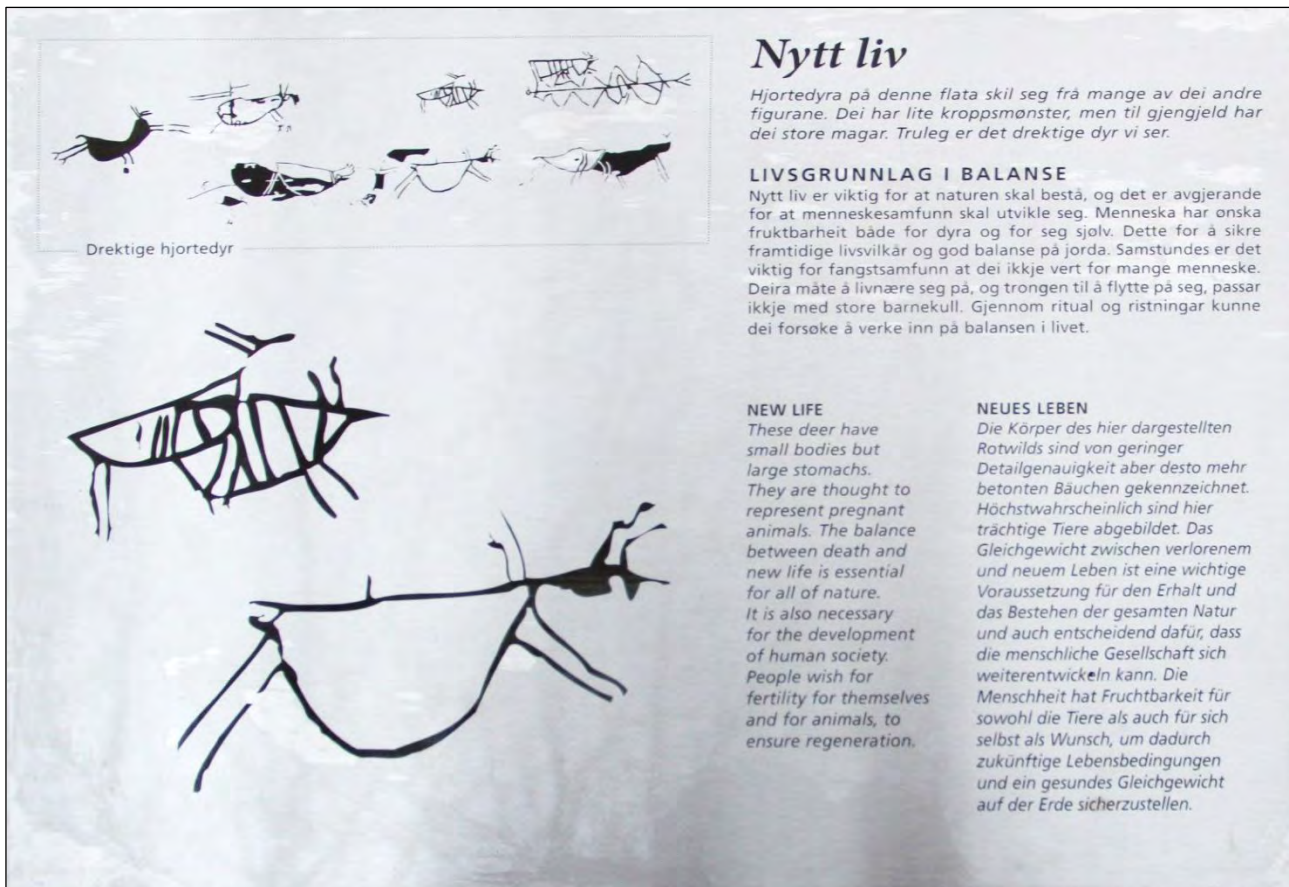 Nytt liv
Hjortedyra på denne flata skil seg frå mange av dei andre
figurane. Dei har lite kroppsmønster, men til gjengjeld har
dei store magar. Truleg er det drektige dyr vi ser.
LIVSGRUNNLAG I BALANSE
Nytt liv er viktig for at naturen skal bestå, og det er avgjerande
for at menneskesamfunn skal utvikle seg. Menneska har ønska
fruktbarheit både for dyra og for seg sjølv. Dette for å sikre
framtidige livsvilkår og god balanse på jorda. Samstundes er det
viktig for fangstsamfunn at dei ikkje vert for mange menneske.
Deira måte å livnære seg på, og trongen til å flytte på seg, passar
ikkje med store barnekull. Gjennom ritual og ristningar kunne
dei forsøke å verke inn på balansen i livet.
Drektige hjortedyr
NEW LIFE
These deer have
small bodies but
large stomachs.
They are thought to
represent pregnant
animals. The balance
between death and
new life is essential
for all of nature.
It is also necessary
for the development
of human society.
People wish for
fertility for themselves
and for animals, to
ensure regeneration.
NEUES LEBEN
Die Körper des hier dargestellten
Rotwilds sind von geringer
Detailgenauigkeit aber desto mehr
betonten Bäuchen gekennzeichnet.
Höchstwahrscheinlich sind hier
trächtige Tiere abgebildet. Das
Gleichgewicht zwischen verlorenem
und neuem Leben ist eine wichtige
Voraussetzung für den Erhalt und
das Bestehen der gesamten Natur
und auch entscheidend dafür, dass
die menschliche Gesellschaft sich
weiterentwickeln kann. Die
Menschheit hat Fruchtbarkeit für
sowohl die Tiere als auch für sich
selbst als Wunsch, um dadurch
zukünftige Lebensbedingungen
und ein gesundes Gleichgewicht
auf der Erde sicherzustellen.